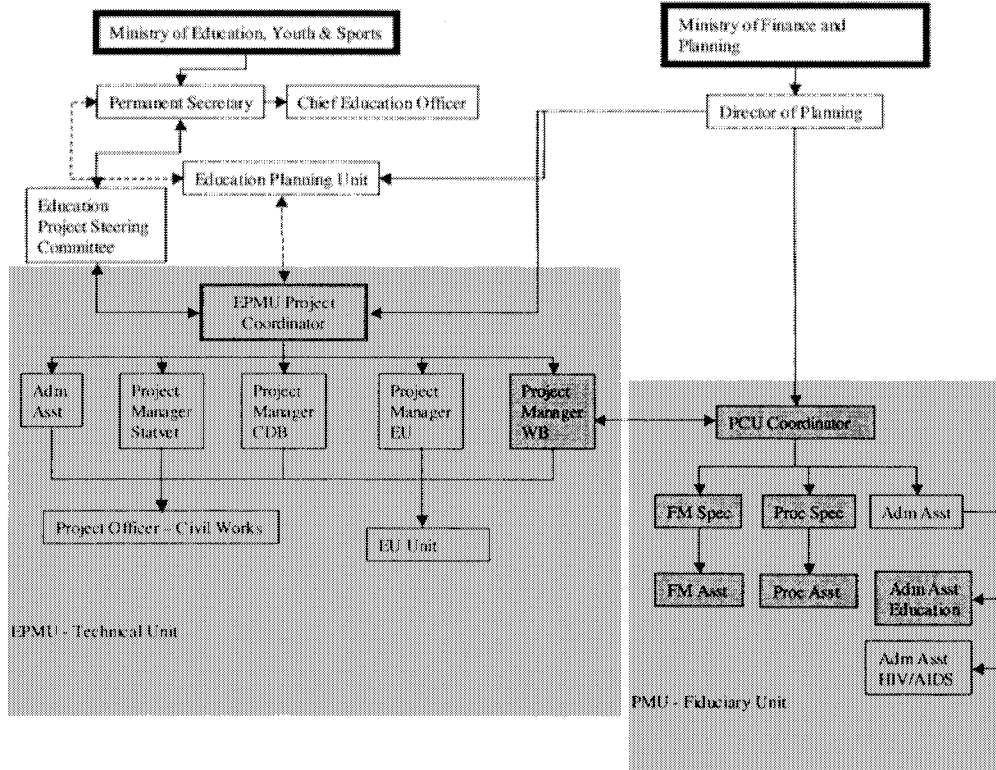 Ministry of Education, Youth & Sports
Ministry of Finance and
Planning
Permanent Secretary
Chief Education Officer
Director of Planning
Education Planning Unit
Education
Project Steering
Committee
EPMU Project
Coordinator
Adm
Asst
Project
Manager
Statvet
Project
Manager
CDB
Project
Manager
EU
Project
Manager
WB
PCU Coordinator
Project Officer – Civil Works
EU Unit
FM Spec
Proc Spec
Adm Asst
FM Asst
Proc Asst
Adm Asst
Education
Adm Asst
HIV/AIDS
EPMU - Technical Unit
PMU - Fiduciary Unit